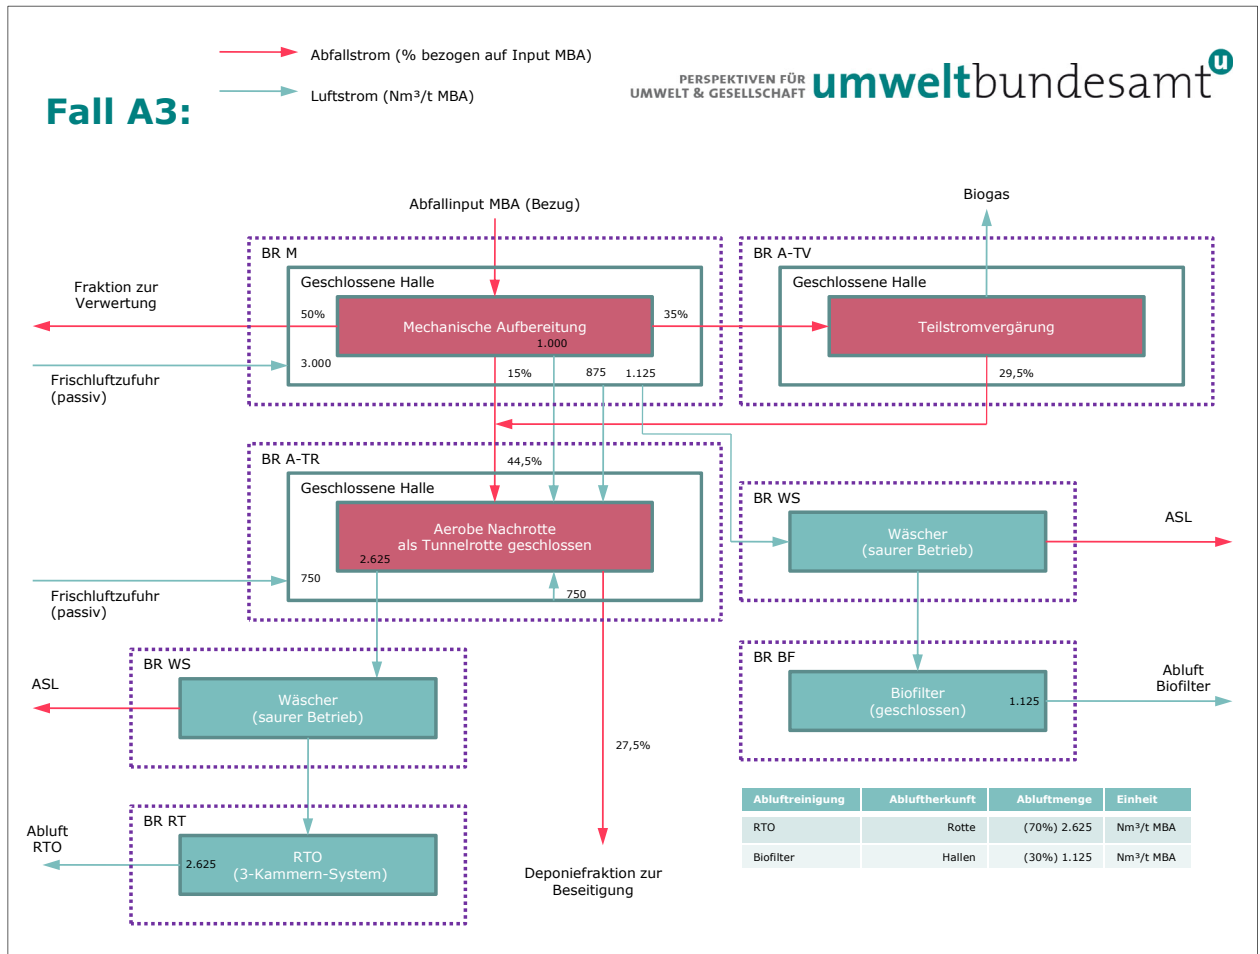 Abfallstrom (% bezogen auf Input MBA)
Luftstrom (Nm³/t MBA)
PERSPEKTIVEN FÜR
UMWELT & GESELLSCHAFT
umweltbundesamt
u
Fall A3:
Abfallinput MBA (Bezug)
Biogas
BR M
Geschlossene Halle
Fraktion zur
Verwertung
50%
Mechanische Aufbereitung
1.000
35%
3.000
15%
875
1.125
Frischluftzufuhr
(passiv)
BR A-TV
Geschlossene Halle
Teilstromvergärung
29,5%
BR A-TR
44,5%
Geschlossene Halle
Aerobe Nachrotte
als Tunnelrotte geschlossen
2.625
750
750
Frischluftzufuhr
(passiv)
BR WS
Wäscher
(saurer Betrieb)
ASL
BR WS
ASL
Wäscher
(saurer Betrieb)
BR BF
Biofilter
(geschlossen)
1.125
Abluft
Biofilter
27,5%
BR RT
Abluft
RTO
2.625
RTO
(3-Kammern-System)
Deponiefraktion zur
Beseitigung
Abluftreinigung Ablufterkunft Abluftmenge Einheit
RTO Rotte (70%) 2.625 Nm³/t MBA
Biofilter Hallen (30%) 1.125 Nm³/t MBA